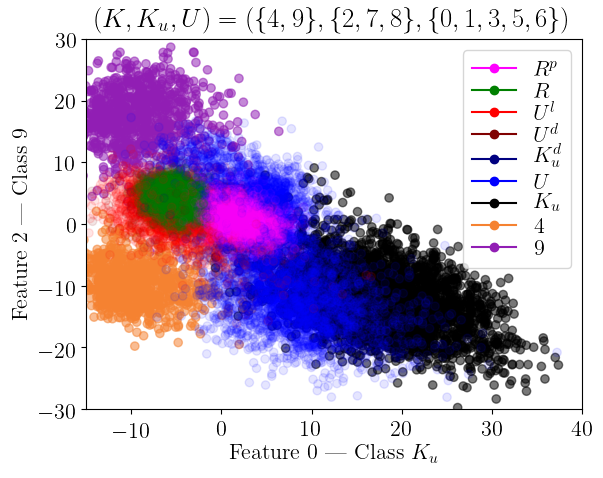 (K, K_u, U) = ({4, 9}, {2, 7, 8}, {0, 1, 3, 5, 6})
30
20
10
0
−10
−20
−30
Feature 2 — Class 9
R^p
R
U^l
U^d
K_u^d
U
K_u
4
9
−10
0
10
20
30
40
Feature 0 — Class K_u